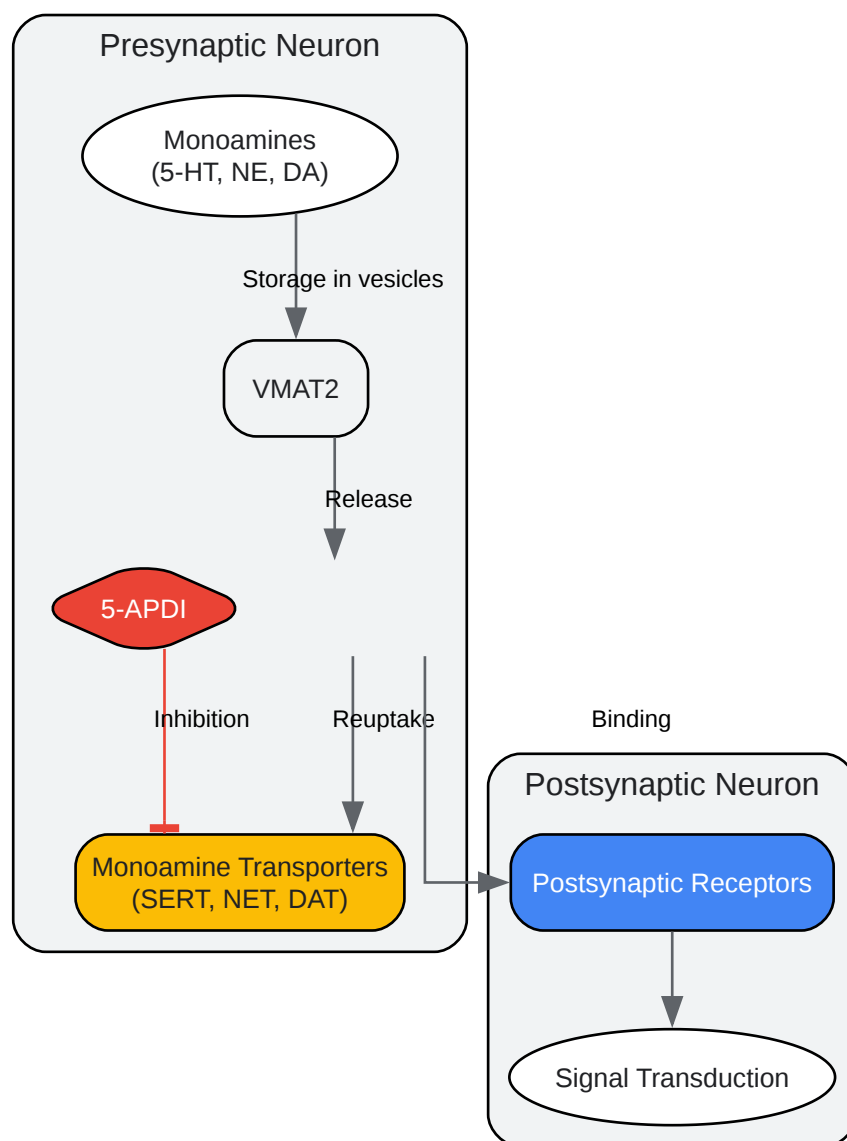 Presynaptic Neuron
Monoamines
(5-HT, NE, DA)
Storage in vesicles
VMAT2
Release
5-APDI
Inhibition
Reuptake
Binding
Postsynaptic Neuron
Monoamine Transporters
(SERT, NET, DAT)
Postsynaptic Receptors
Signal Transduction